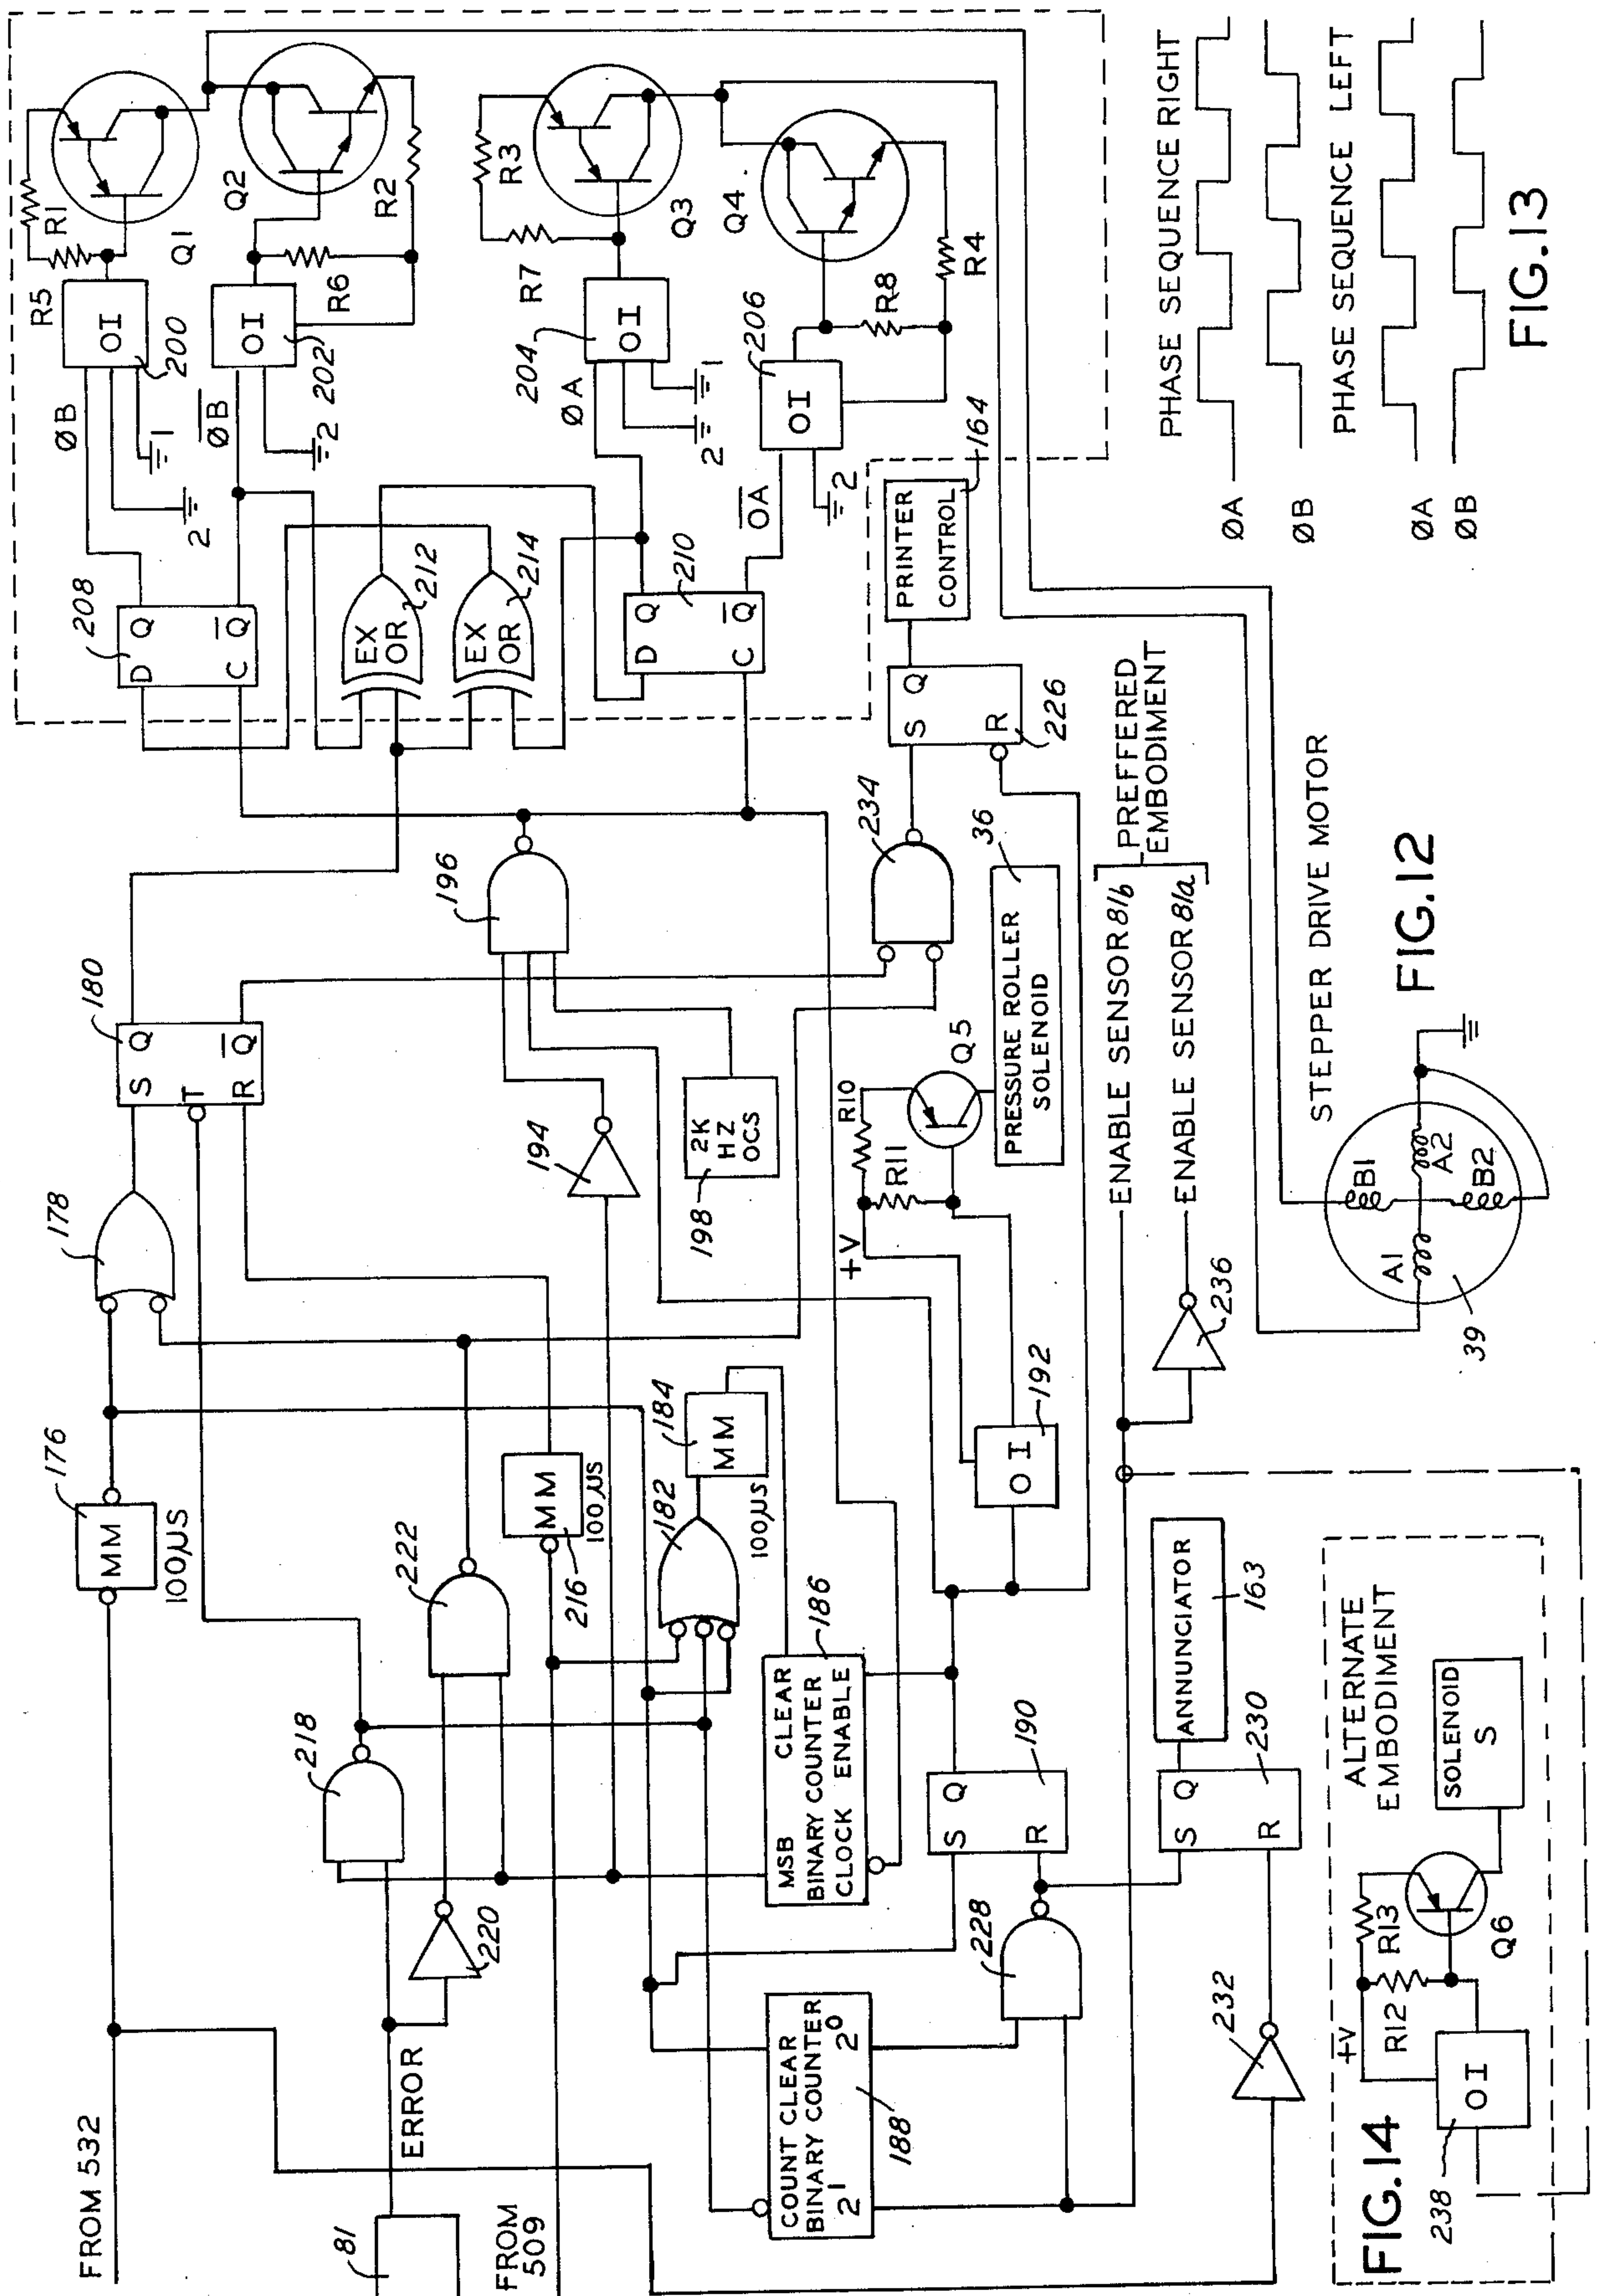 FROM 532
81
ERROR
FROM
509
176
MM
100µS
178
180
S
Q
T
R
Q
218
220
222
MM
216
100µS
182
184
MM
100µS
MSB CLEAR
BINARY COUNTER
CLOCK ENABLE
186
COUNT CLEAR
BINARY COUNTER
2¹ 2⁰
188
194
196
2K
HZ
OCS
198
S
Q
R
190
228
OI
192
+V
R10
R11
Q5
PRESSURE ROLLER
SOLENOID
36
234
S
Q
R
226
PRINTER
CONTROL
164
208
D Q
C Q
EX
OR
212
EX
OR
214
D Q
C Q
210
ØB
OI
200
1
2
R5
R1
Q1
ØB
OI
202
2
R6
R2
Q2
ØA
OI
204
1
2
R7
R3
Q3
OA
OI
206
2
R8
R4
Q4
ENABLE SENSOR 81b
ENABLE SENSOR 81a
PREFFERED
EMBODIMENT
236
232
S
Q
R
230
ANNUNCIATOR
163
STEPPER DRIVE MOTOR
A1
A2
B1
B2
39
FIG.12
PHASE SEQUENCE RIGHT
ØA
ØB
PHASE SEQUENCE LEFT
ØA
ØB
FIG.13
ALTERNATE
EMBODIMENT
+V
R12
R13
Q6
OI
238
SOLENOID
S
FIG.14